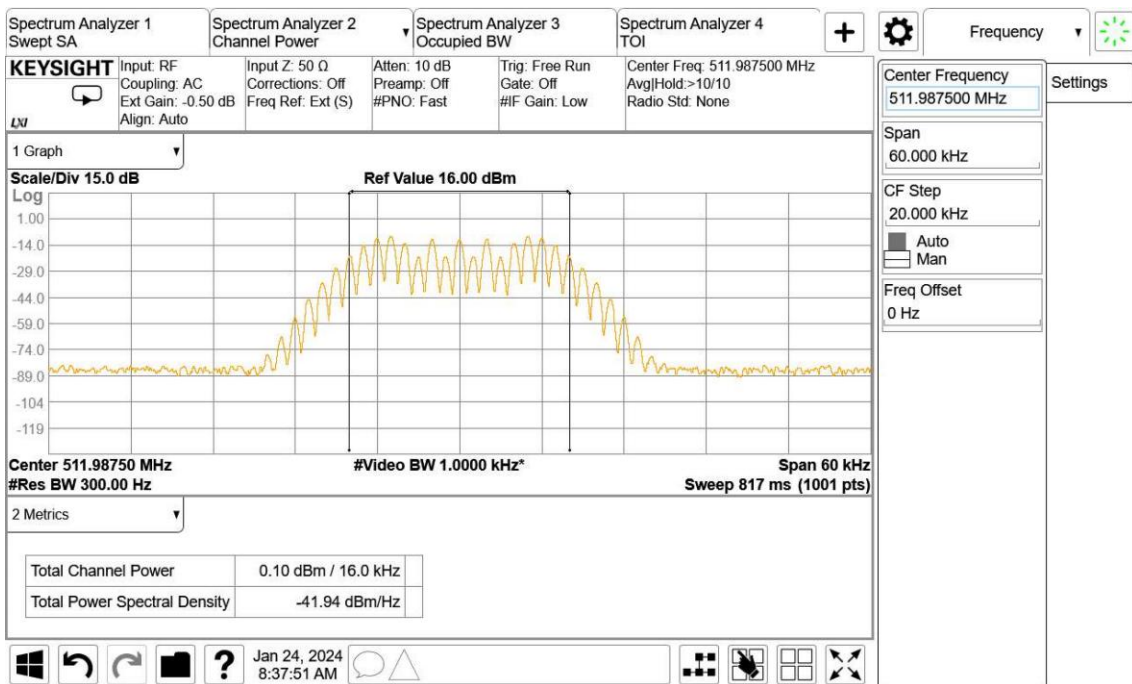 Spectrum Analyzer 1
Swept SA
Spectrum Analyzer 2
Channel Power
Spectrum Analyzer 3
Occupied BW
Spectrum Analyzer 4
TOI
+
Frequency
KEYSIGHT
LXI
Input: RF
Coupling: AC
Ext Gain: -0.50 dB
Align: Auto
Input Z: 50 Ω
Corrections: Off
Freq Ref: Ext (S)
Atten: 10 dB
Preamp: Off
#PNO: Fast
Trig: Free Run
Gate: Off
#IF Gain: Low
Center Freq: 511.987500 MHz
Avg|Hold:>10/10
Radio Std: None
Center Frequency
511.987500 MHz
Settings
Span
60.000 kHz
CF Step
20.000 kHz
Auto
Man
Freq Offset
0 Hz
1 Graph
Scale/Div 15.0 dB
Ref Value 16.00 dBm
Log
1.00
-14.0
-29.0
-44.0
-59.0
-74.0
-89.0
-104
-119
Center 511.98750 MHz
#Video BW 1.0000 kHz*
Span 60 kHz
#Res BW 300.00 Hz
Sweep 817 ms (1001 pts)
2 Metrics
Total Channel Power 0.10 dBm / 16.0 kHz
Total Power Spectral Density -41.94 dBm/Hz
?
Jan 24, 2024
8:37:51 AM